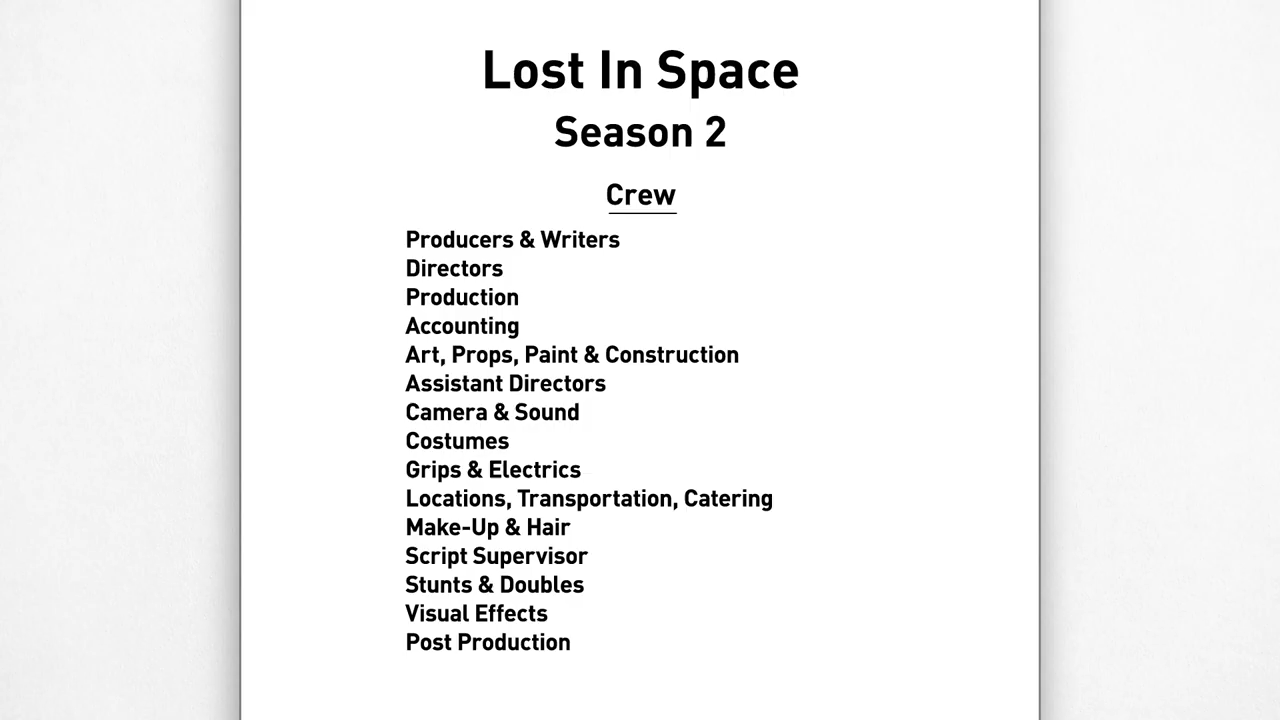 Lost In Space
Season 2
Crew
Producers & Writers
Directors
Production
Accounting
Art, Props, Paint & Construction
Assistant Directors
Camera & Sound
Costumes
Grips & Electrics
Locations, Transportation, Catering
Make-Up & Hair
Script Supervisor
Stunts & Doubles
Visual Effects
Post Production